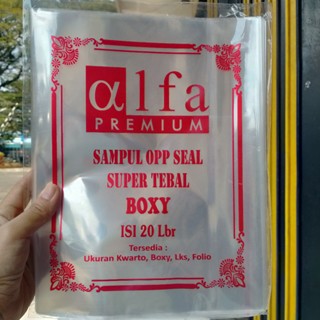 αlfa
PREMIUM
SAMPUL OPP SEAL
SUPER TEBAL
BOXY
ISI 20 Lbr
Tersedia :
Ukuran Kwarto, Boxy, Lks, Folio